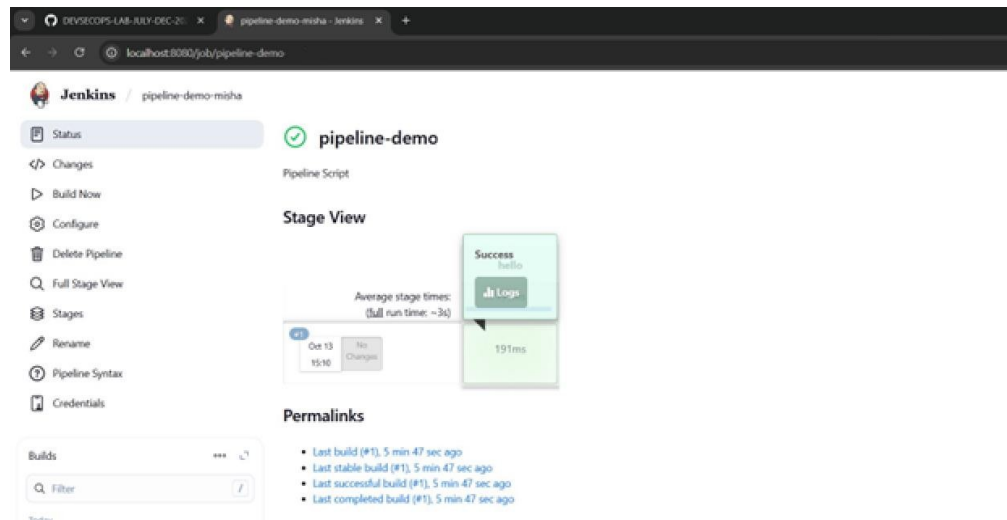 DEVSECOPS-LAB-JULY-DEC-20
pipeline-demo-misha - Jenkins
localhost:8080/job/pipeline-demo
Jenkins / pipeline-demo-misha
Status
Changes
Build Now
Configure
Delete Pipeline
Full Stage View
Stages
Rename
Pipeline Syntax
Credentials
Builds
Filter /
Today
pipeline-demo
Pipeline Script
Stage View
Success
hello
Logs
Average stage times:
(full run time: ~3s)
#1
Oct 13
15:10
No
Changes
191ms
Permalinks
Last build (#1), 5 min 47 sec ago
Last stable build (#1), 5 min 47 sec ago
Last successful build (#1), 5 min 47 sec ago
Last completed build (#1), 5 min 47 sec ago